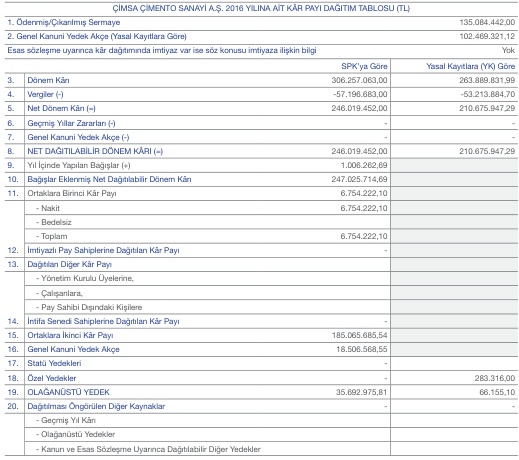 ÇİMSA ÇİMENTO SANAYİ A.Ş. 2016 YILINA AİT KÂR PAYI DAĞITIM TABLOSU (TL)
1. Ödenmiş/Çıkarılmış Sermaye 135.084.442,00
2. Genel Kanuni Yedek Akçe (Yasal Kayıtlara Göre) 102.469.321,12
Esas sözleşme uyarınca kâr dağıtımında imtiyaz var ise söz konusu imtiyaza ilişkin bilgi Yok
SPK'ya Göre Yasal Kayıtlara (YK) Göre
3. Dönem Kârı 306.257.063,00 263.889.831,99
4. Vergiler (-) -57.196.683,00 -53.213.884,70
5. Net Dönem Kârı (=) 246.019.452,00 210.675.947,29
6. Geçmiş Yıllar Zararları (-) - -
7. Genel Kanuni Yedek Akçe (-) - -
8. NET DAĞITILABİLİR DÖNEM KÂRI (=) 246.019.452,00 210.675.947,29
9. Yıl İçinde Yapılan Bağışlar (+) 1.006.262,69
10. Bağışlar Eklenmiş Net Dağıtılabilir Dönem Kârı 247.025.714,69
11. Ortaklara Birinci Kâr Payı 6.754.222,10
- Nakit 6.754.222,10
- Bedelsiz
- Toplam 6.754.222,10
12. İmtiyazlı Pay Sahiplerine Dağıtılan Kâr Payı -
13. Dağıtılan Diğer Kâr Payı
- Yönetim Kurulu Üyelerine,
- Çalışanlara,
- Pay Sahibi Dışındaki Kişilere
14. İntifa Senedi Sahiplerine Dağıtılan Kâr Payı -
15. Ortaklara İkinci Kâr Payı 185.065.685,54
16. Genel Kanuni Yedek Akçe 18.506.568,55
17. Statü Yedekleri -
18. Özel Yedekler - 283.316,00
19. OLAĞANÜSTÜ YEDEK 35.692.975,81 66.155,10
20. Dağıtılması Öngörülen Diğer Kaynaklar - -
- Geçmiş Yıl Kârı
- Olağanüstü Yedekler
- Kanun ve Esas Sözleşme Uyarınca Dağıtılabilir Diğer Yedekler